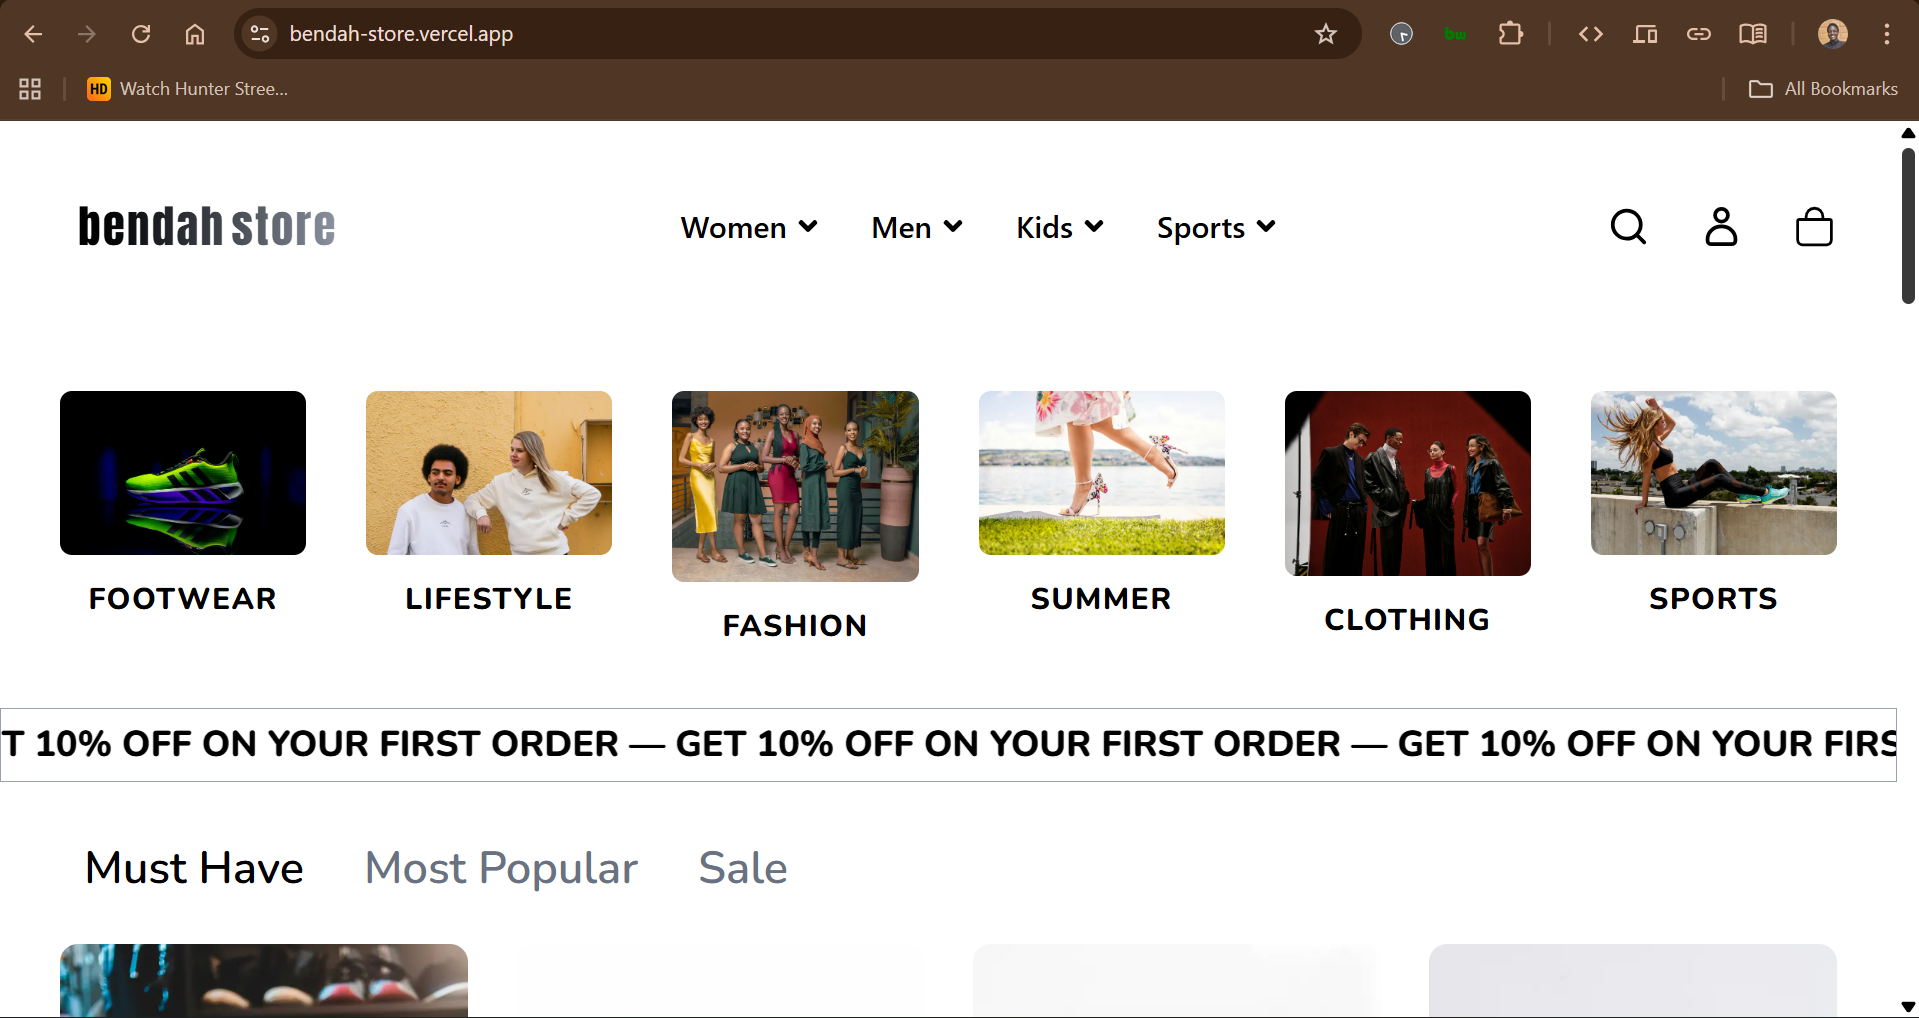 bendah-store.vercel.app
bw
HD Watch Hunter Stree...
All Bookmarks
bendah store
Women
Men
Kids
Sports
FOOTWEAR
LIFESTYLE
FASHION
SUMMER
CLOTHING
SPORTS
T 10% OFF ON YOUR FIRST ORDER — GET 10% OFF ON YOUR FIRST ORDER — GET 10% OFF ON YOUR FIRS
Must Have
Most Popular
Sale